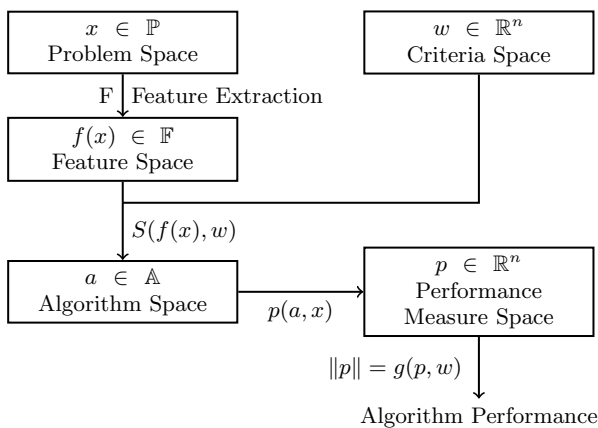 x ∈ ℙ
Problem Space
w ∈ ℝⁿ
Criteria Space
F Feature Extraction
f(x) ∈ 𝔽
Feature Space
S(f(x), w)
a ∈ 𝔸
Algorithm Space
p(a, x)
p ∈ ℝⁿ
Performance
Measure Space
‖p‖ = g(p, w)
Algorithm Performance